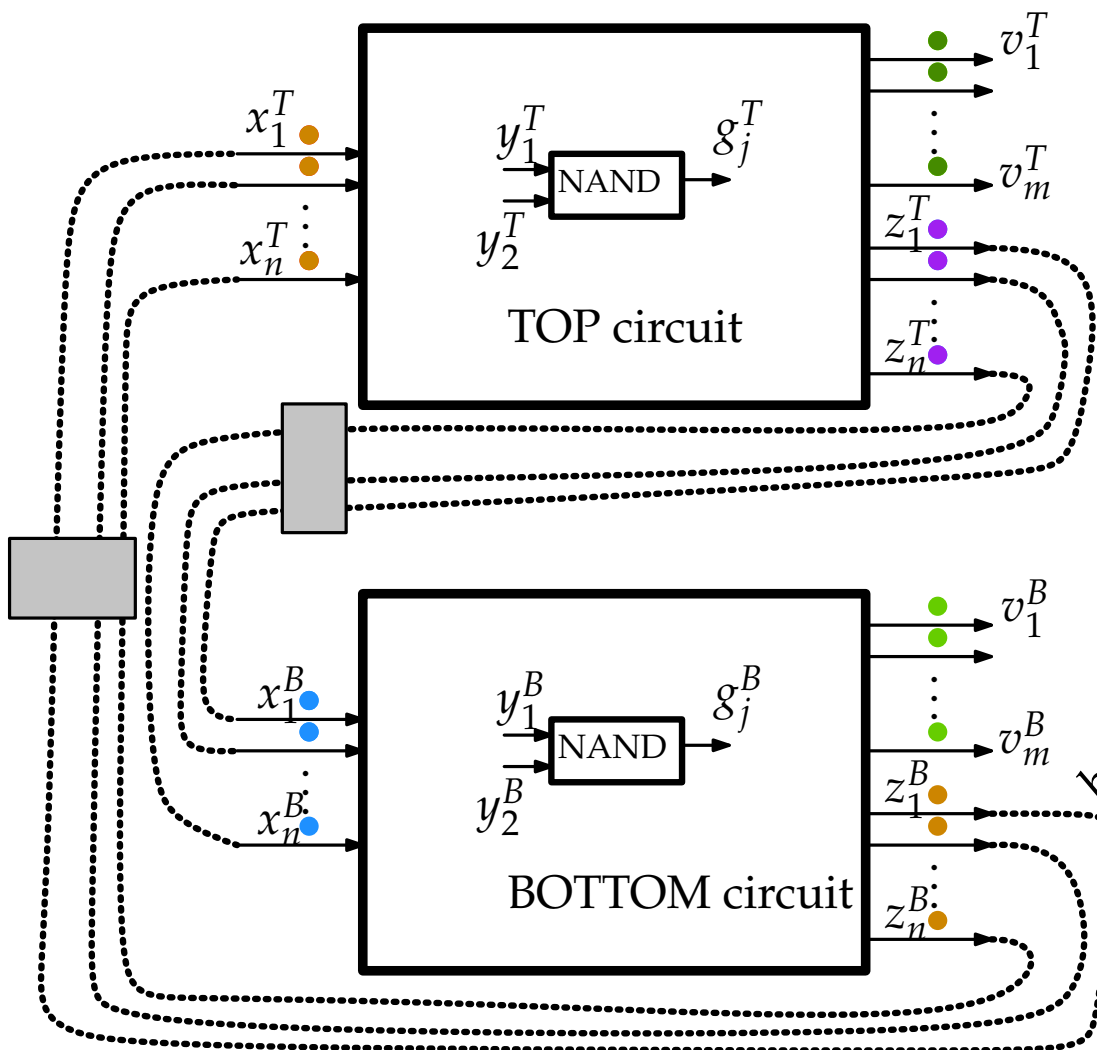 v_1^T
x_1^T
y_1^T
g_j^T
NAND
v_m^T
y_2^T
z_1^T
x_n^T
TOP circuit
z_n^T
v_1^B
x_1^B
y_1^B
g_j^B
NAND
v_m^B
y_2^B
z_1^B
x_n^B
BOTTOM circuit
z_n^B